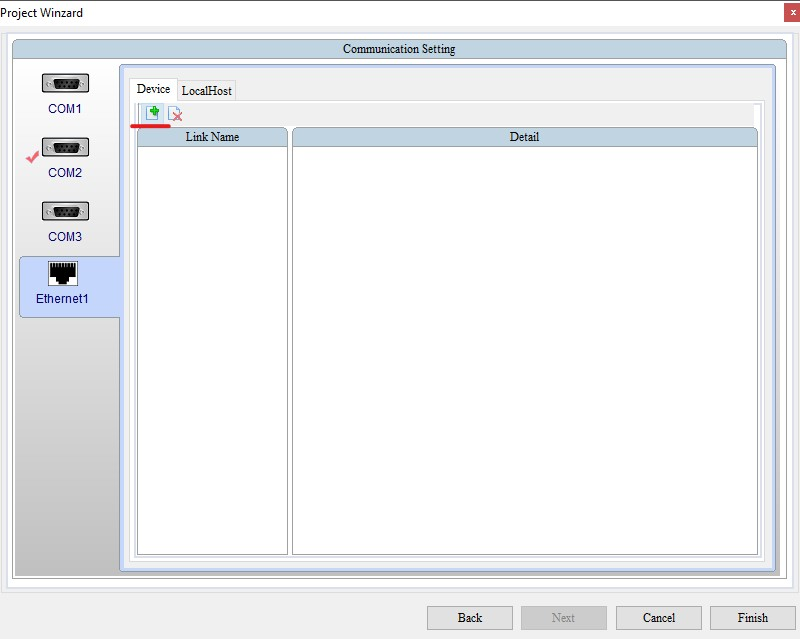 Project Winzard
x
Communication Setting
COM1
COM2
COM3
Ethernet1
Device
LocalHost
Link Name
Detail
Back
Next
Cancel
Finish